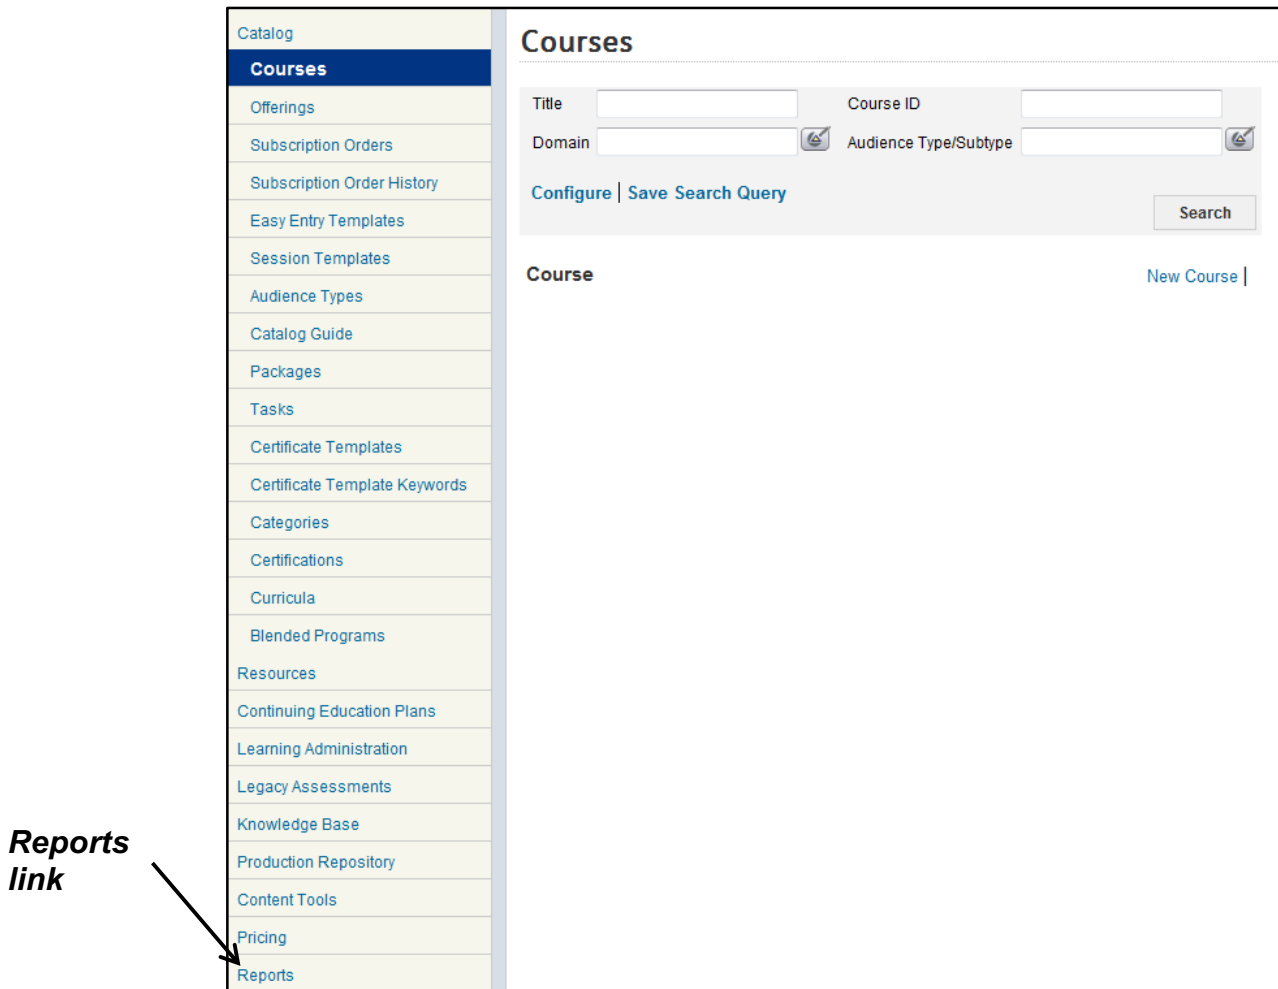 Catalog
Courses
Offerings
Subscription Orders
Subscription Order History
Easy Entry Templates
Session Templates
Audience Types
Catalog Guide
Packages
Tasks
Certificate Templates
Certificate Template Keywords
Categories
Certifications
Curricula
Blended Programs
Resources
Continuing Education Plans
Learning Administration
Legacy Assessments
Knowledge Base
Production Repository
Content Tools
Pricing
Reports
Reports
link
Courses
Title Course ID
Domain Audience Type/Subtype
Configure | Save Search Query
Search
Course New Course |